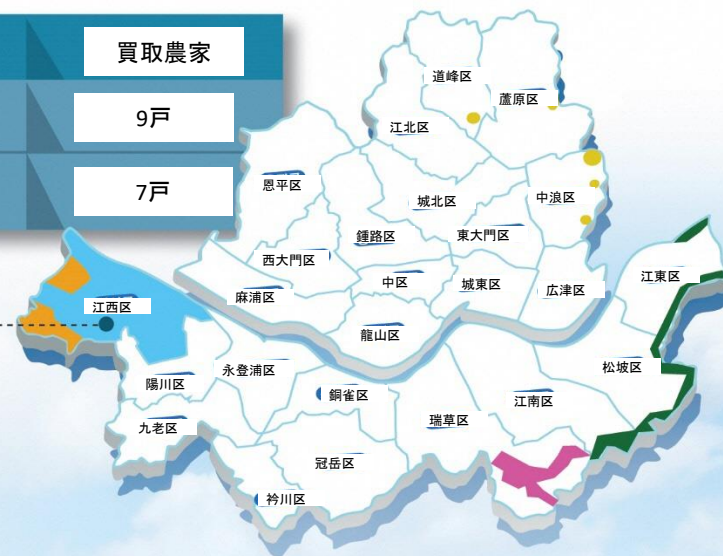 買取農家
9戸
7戸
道峰区
蘆原区
江北区
恩平区
城北区
中浪区
鍾路区
東大門区
西大門区
江東区
中区
城東区
広津区
麻浦区
江西区
龍山区
松坡区
永登浦区
陽川区
銅雀区
江南区
瑞草区
九老区
冠岳区
衿川区